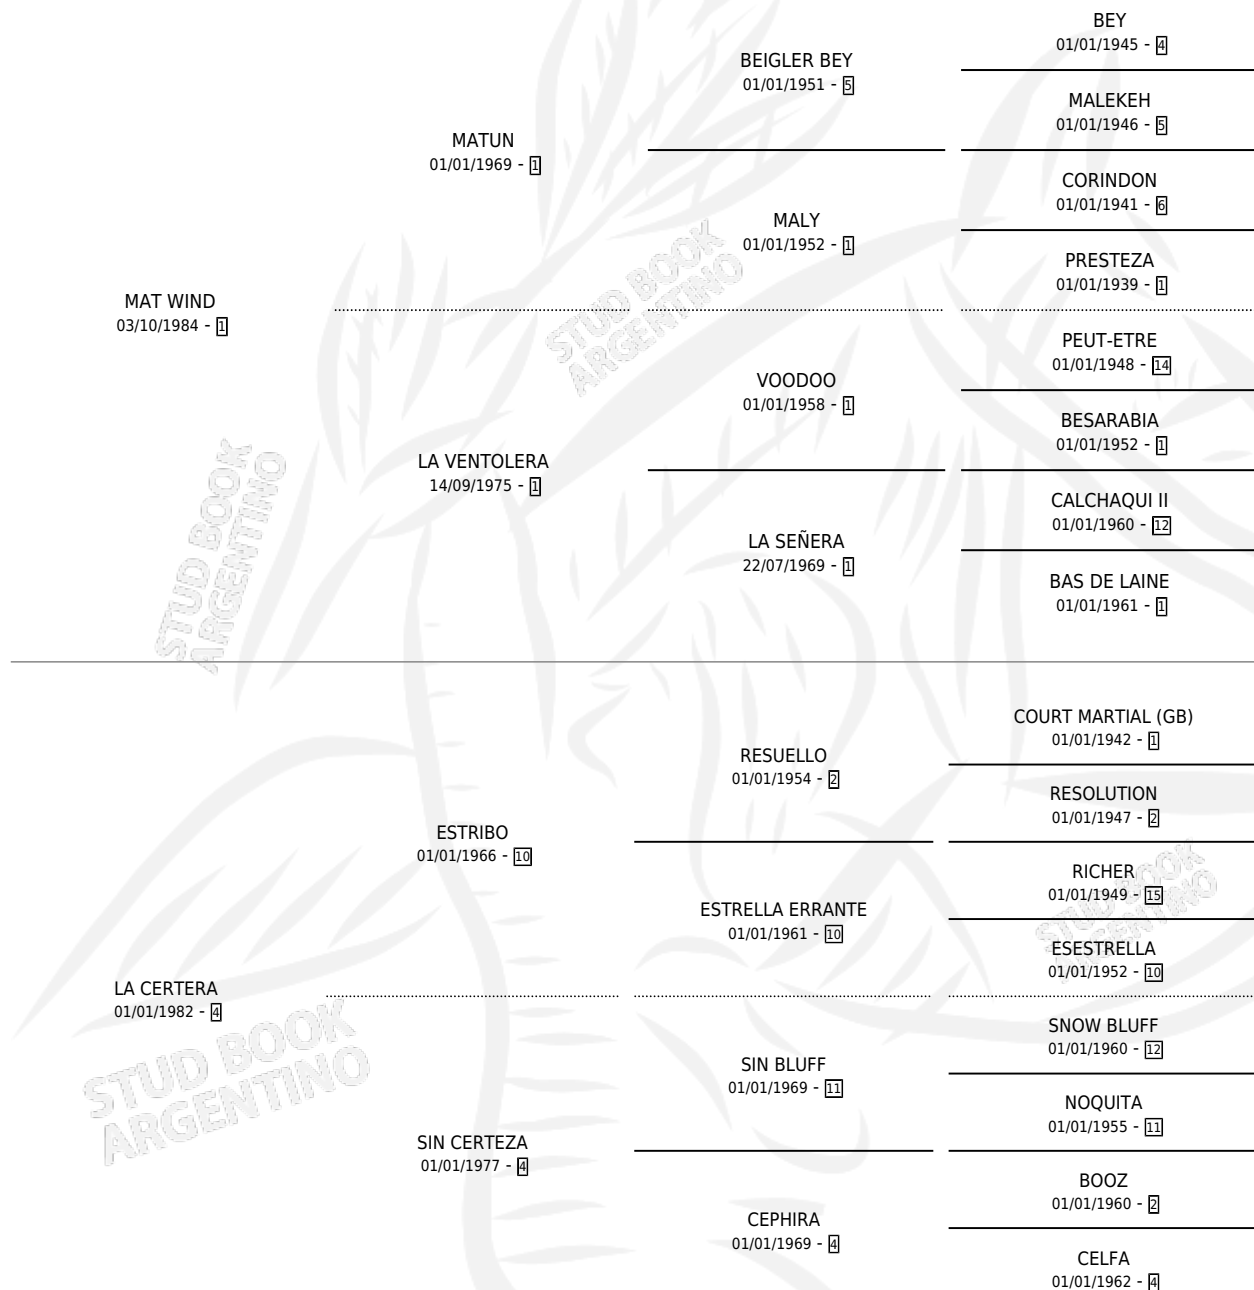 BEY
01/01/1945 - 4
BEIGLER BEY
01/01/1951 - 5
MALEKEH
01/01/1946 - 5
MATUN
01/01/1969 - 1
CORINDON
01/01/1941 - 6
MALY
01/01/1952 - 1
PRESTEZA
01/01/1939 - 1
MAT WIND
03/10/1984 - 1
STUD BOOK
ARGENTINO
PEUT-ETRE
01/01/1948 - 14
VOODOO
01/01/1958 - 1
BESARABIA
01/01/1952 - 1
LA VENTOLERA
14/09/1975 - 1
CALCHAQUI II
01/01/1960 - 12
LA SEÑERA
22/07/1969 - 1
BAS DE LAINE
01/01/1961 - 1
STUD BOOK
ARGENTINO
COURT MARTIAL (GB)
01/01/1942 - 1
RESUELLO
01/01/1954 - 2
RESOLUTION
01/01/1947 - 2
ESTRIBO
01/01/1966 - 10
RICHER
01/01/1949 - 15
ESTRELLA ERRANTE
01/01/1961 - 10
STUD BOOK
ARGENTINO
ESESTRELLA
01/01/1952 - 10
LA CERTERA
01/01/1982 - 4
STUD BOOK
ARGENTINO
SNOW BLUFF
01/01/1960 - 12
SIN BLUFF
01/01/1969 - 11
NOQUITA
01/01/1955 - 11
SIN CERTEZA
01/01/1977 - 4
BOOZ
01/01/1960 - 2
CEPHIRA
01/01/1969 - 4
CELFA
01/01/1962 - 4